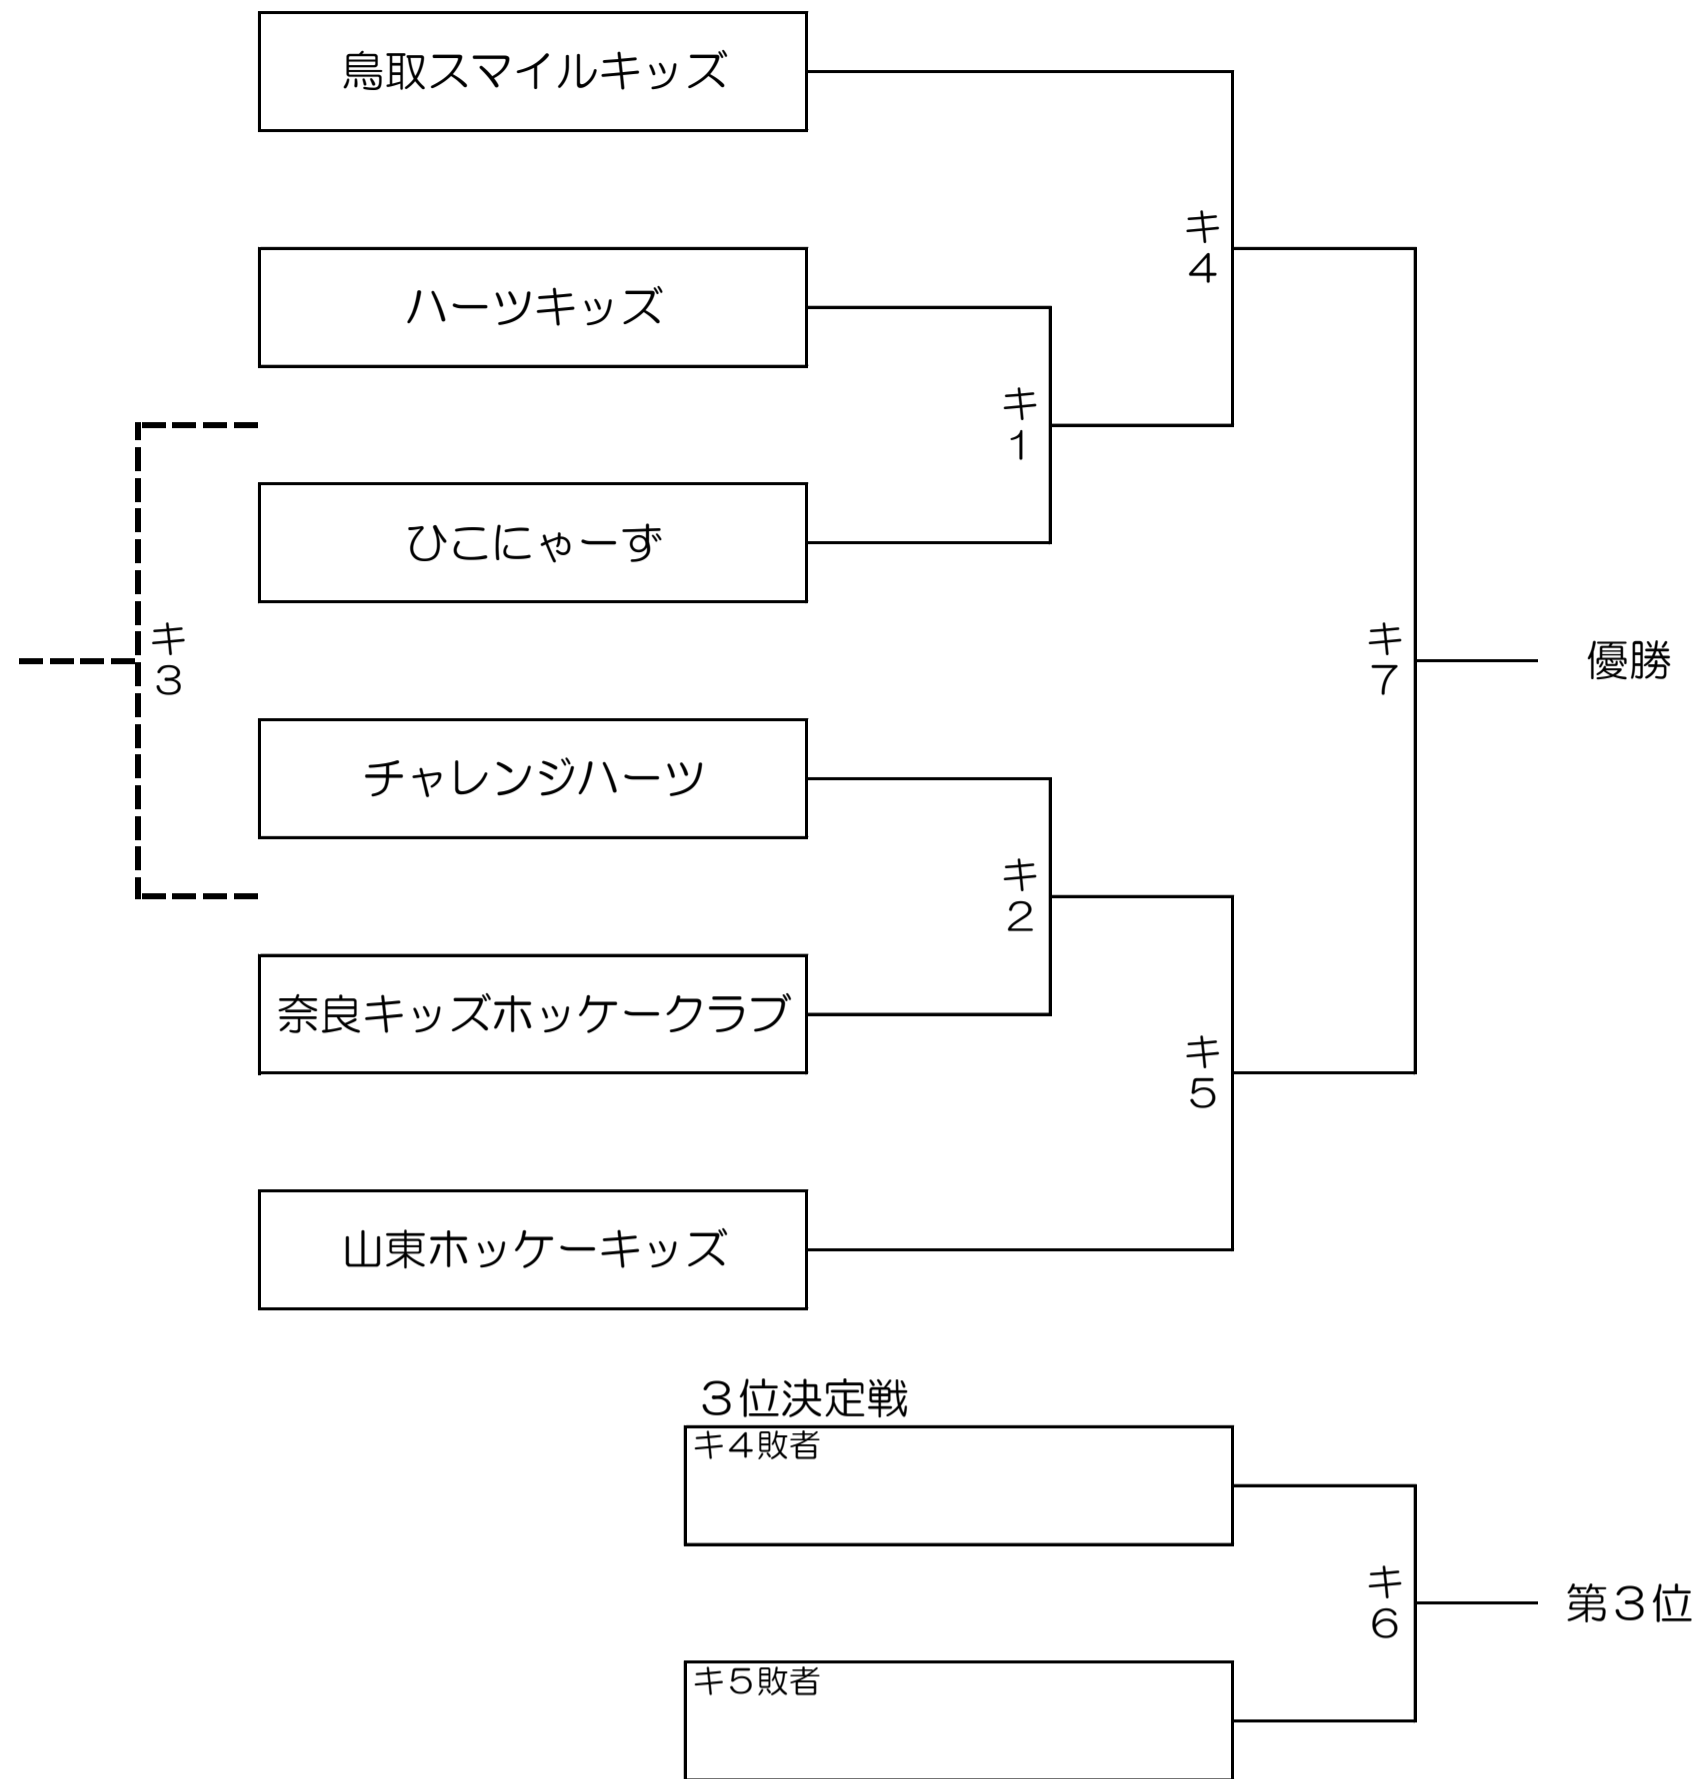 鳥取スマイルキッズ
キ4
ハーツキッズ
キ1
ひこにゃーず
キ3
キ7
優勝
チャレンジハーツ
キ2
奈良キッズホッケークラブ
キ5
山東ホッケーキッズ
３位決定戦
キ４敗者
キ6
第３位
キ５敗者